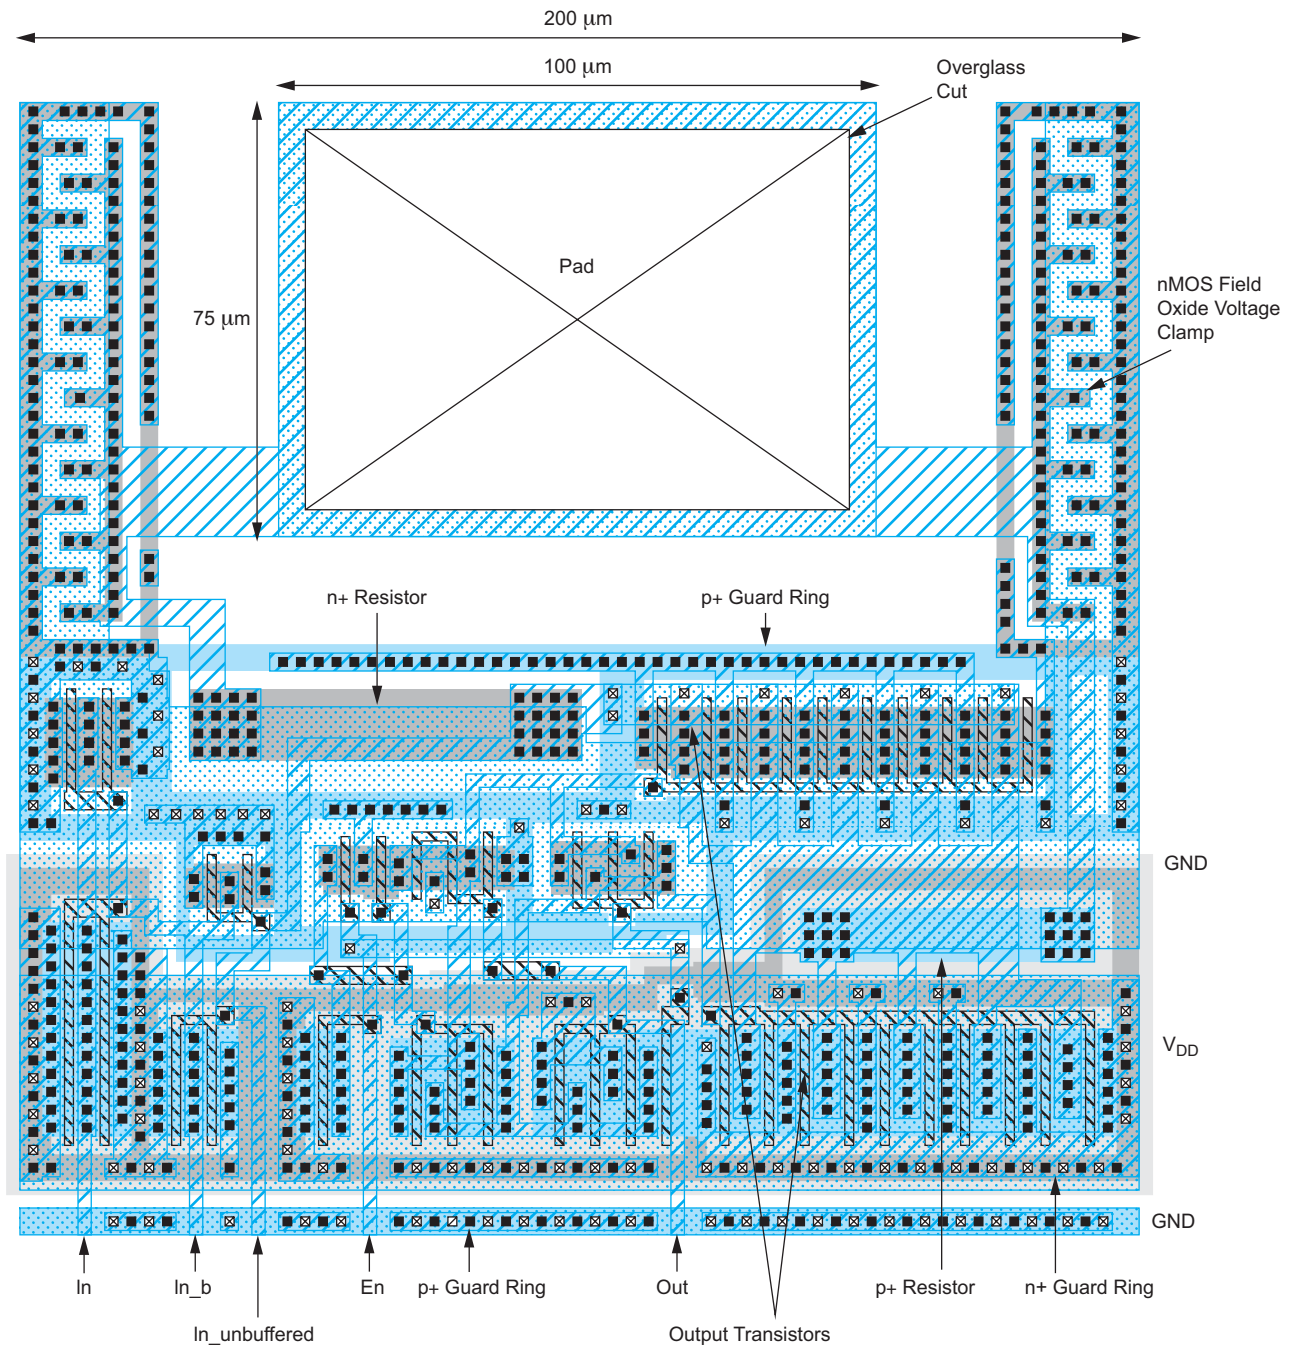 200 μm
100 μm
Overglass
Cut
Pad
75 μm
nMOS Field
Oxide Voltage
Clamp
n+ Resistor
p+ Guard Ring
GND
VDD
GND
In
In_b
En
p+ Guard Ring
Out
p+ Resistor
n+ Guard Ring
In_unbuffered
Output Transistors